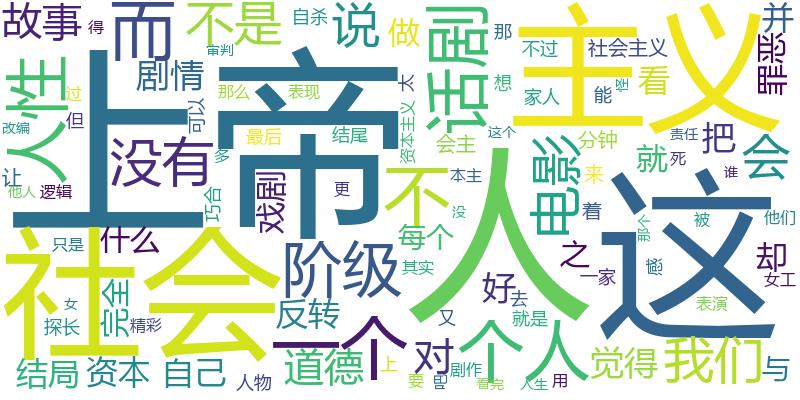 故事
得
而
不是
自杀
审判
说
做
话剧
那
不过
想
主义
社会主义
能
怪
家人
并
罪恶
看
人性
过
改编
但
剧情
没有
让
他人
逻辑
上帝
可以
那么
表现
多
最后
太
资本主义
结尾
会主
这个
分钟
电影
就
把
责任
死
谁
会
来
不
人
戏剧
巧合
更
本主
没
着
这
被
他们
那个
社会
什么
只是
阶级
每个
其实
之
一家
感
却
女工
好
去
就是
表演
女
探长
完全
精彩
反转
一个
对
又
个人
觉得
我们
与
结局
资本
自己
人物
道德
上
要
剧作
看完
人生
用